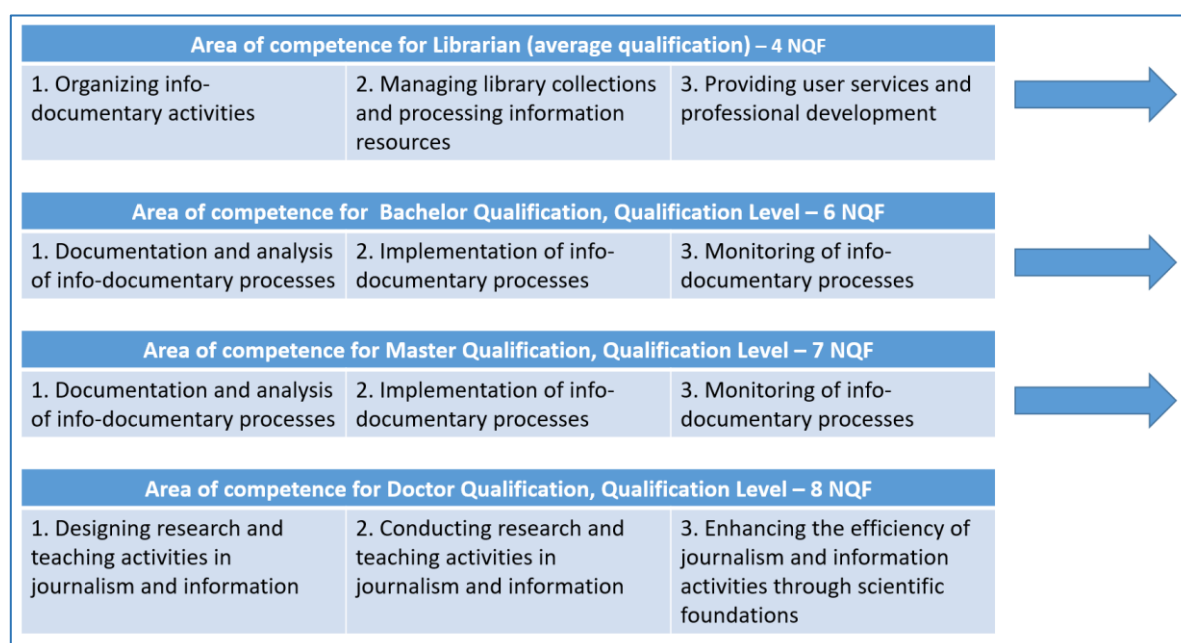 Area of competence for Librarian (average qualification) – 4 NQF
1. Organizing info-
documentary activities
2. Managing library collections
and processing information
resources
3. Providing user services and
professional development
Area of competence for Bachelor Qualification, Qualification Level – 6 NQF
1. Documentation and analysis
of info-documentary processes
2. Implementation of info-
documentary processes
3. Monitoring of info-
documentary processes
Area of competence for Master Qualification, Qualification Level – 7 NQF
1. Documentation and analysis
of info-documentary processes
2. Implementation of info-
documentary processes
3. Monitoring of info-
documentary processes
Area of competence for Doctor Qualification, Qualification Level – 8 NQF
1. Designing research and
teaching activities in
journalism and information
2. Conducting research and
teaching activities in
journalism and information
3. Enhancing the efficiency of
journalism and information
activities through scientific
foundations